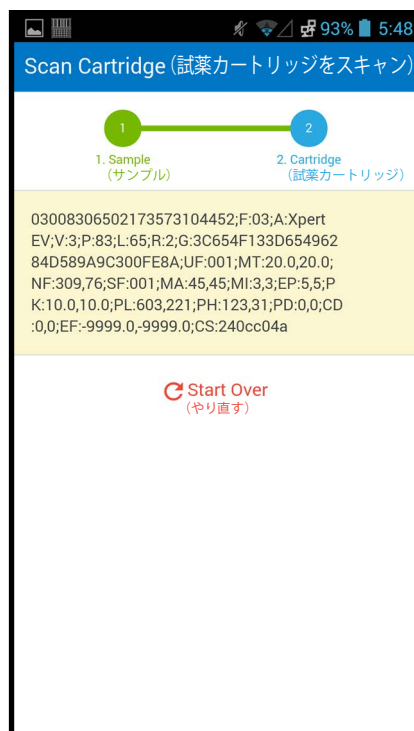 93% 5:48
Scan Cartridge (試薬カートリッジをスキャン)
1 2
1. Sample 2. Cartridge
(サンプル) (試薬カートリッジ)
03008306502173573104452;F:03;A:Xpert
EV;V:3;P:83;L:65;R:2;G:3C654F133D654962
84D589A9C300FE8A;UF:001;MT:20.0,20.0;
NF:309,76;SF:001;MA:45,45;MI:3,3;EP:5,5;P
K:10.0,10.0;PL:603,221;PH:123,31;PD:0,0;CD
:0,0;EF:-9999.0,-9999.0;CS:240cc04a
Start Over
(やり直す)